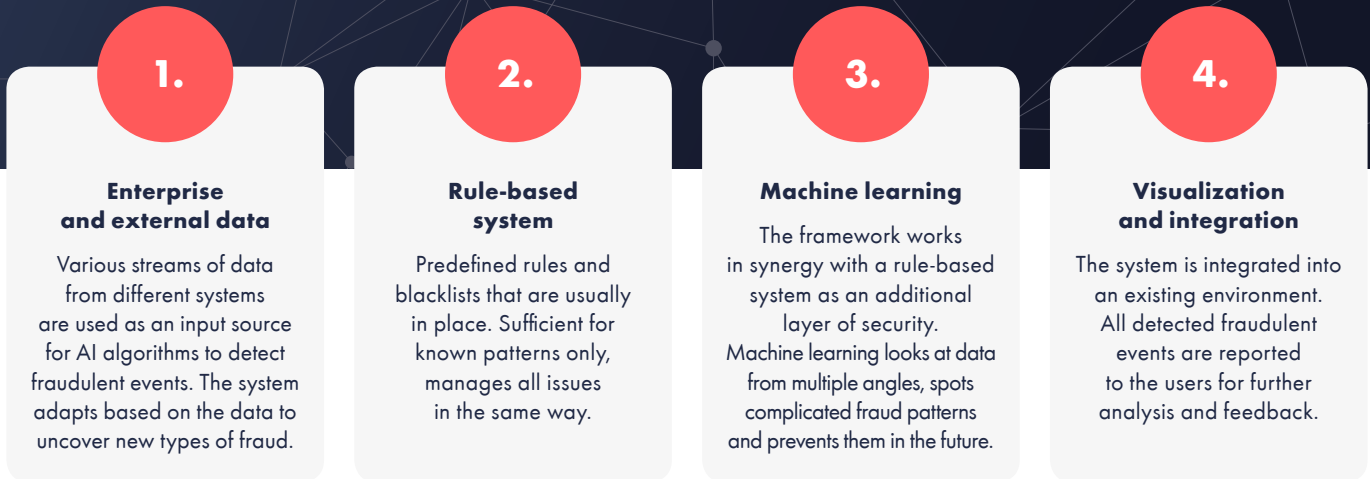 1.
Enterprise
and external data
Various streams of data
from different systems
are used as an input source
for AI algorithms to detect
fraudulent events. The system
adapts based on the data to
uncover new types of fraud.
2.
Rule-based
system
Predefined rules and
blacklists that are usually
in place. Sufficient for
known patterns only,
manages all issues
in the same way.
3.
Machine learning
The framework works
in synergy with a rule-based
system as an additional
layer of security.
Machine learning looks at data
from multiple angles, spots
complicated fraud patterns
and prevents them in the future.
4.
Visualization
and integration
The system is integrated into
an existing environment.
All detected fraudulent
events are reported
to the users for further
analysis and feedback.